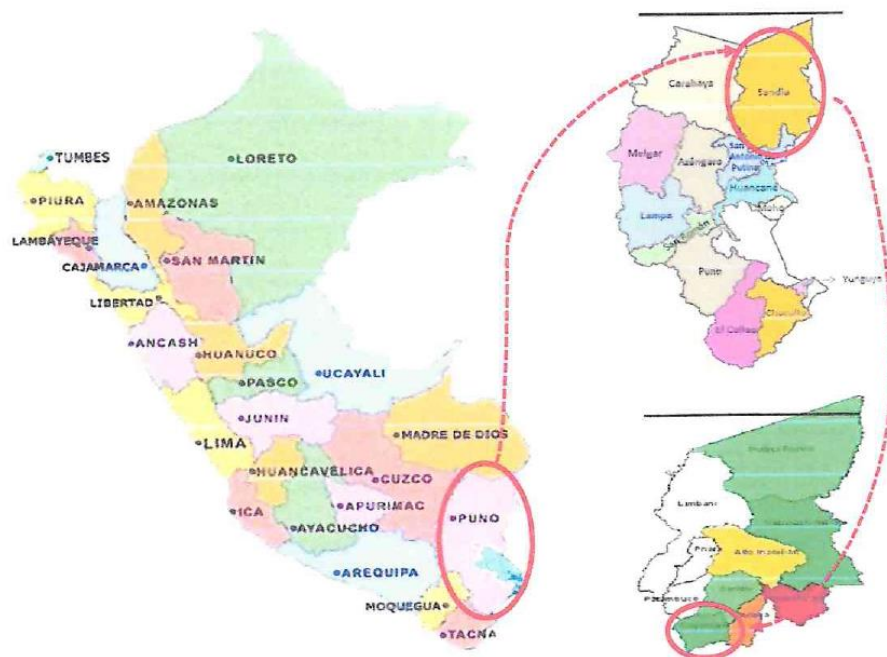 TUMBES
LORETO
PIURA
AMAZONAS
LAMBAYEQUE
SAN MARTIN
CAJAMARCA
LIBERTAD
ANCASH
HUANUCO
UCAYALI
PASCO
JUNIN
LIMA
MADRE DE DIOS
HUANCAVELICA
CUZCO
ICA
APURIMAC
PUNO
AYACUCHO
AREQUIPA
MOQUEGUA
TACNA
Carabaya
Sandia
Melgar
Azángaro
San
Antonio de
Putina
Huancané
Moho
Lampa
San Román
Puno
Yunguyo
Chucuito
El Collao
Limbani
Alto Inambari
Patambuco